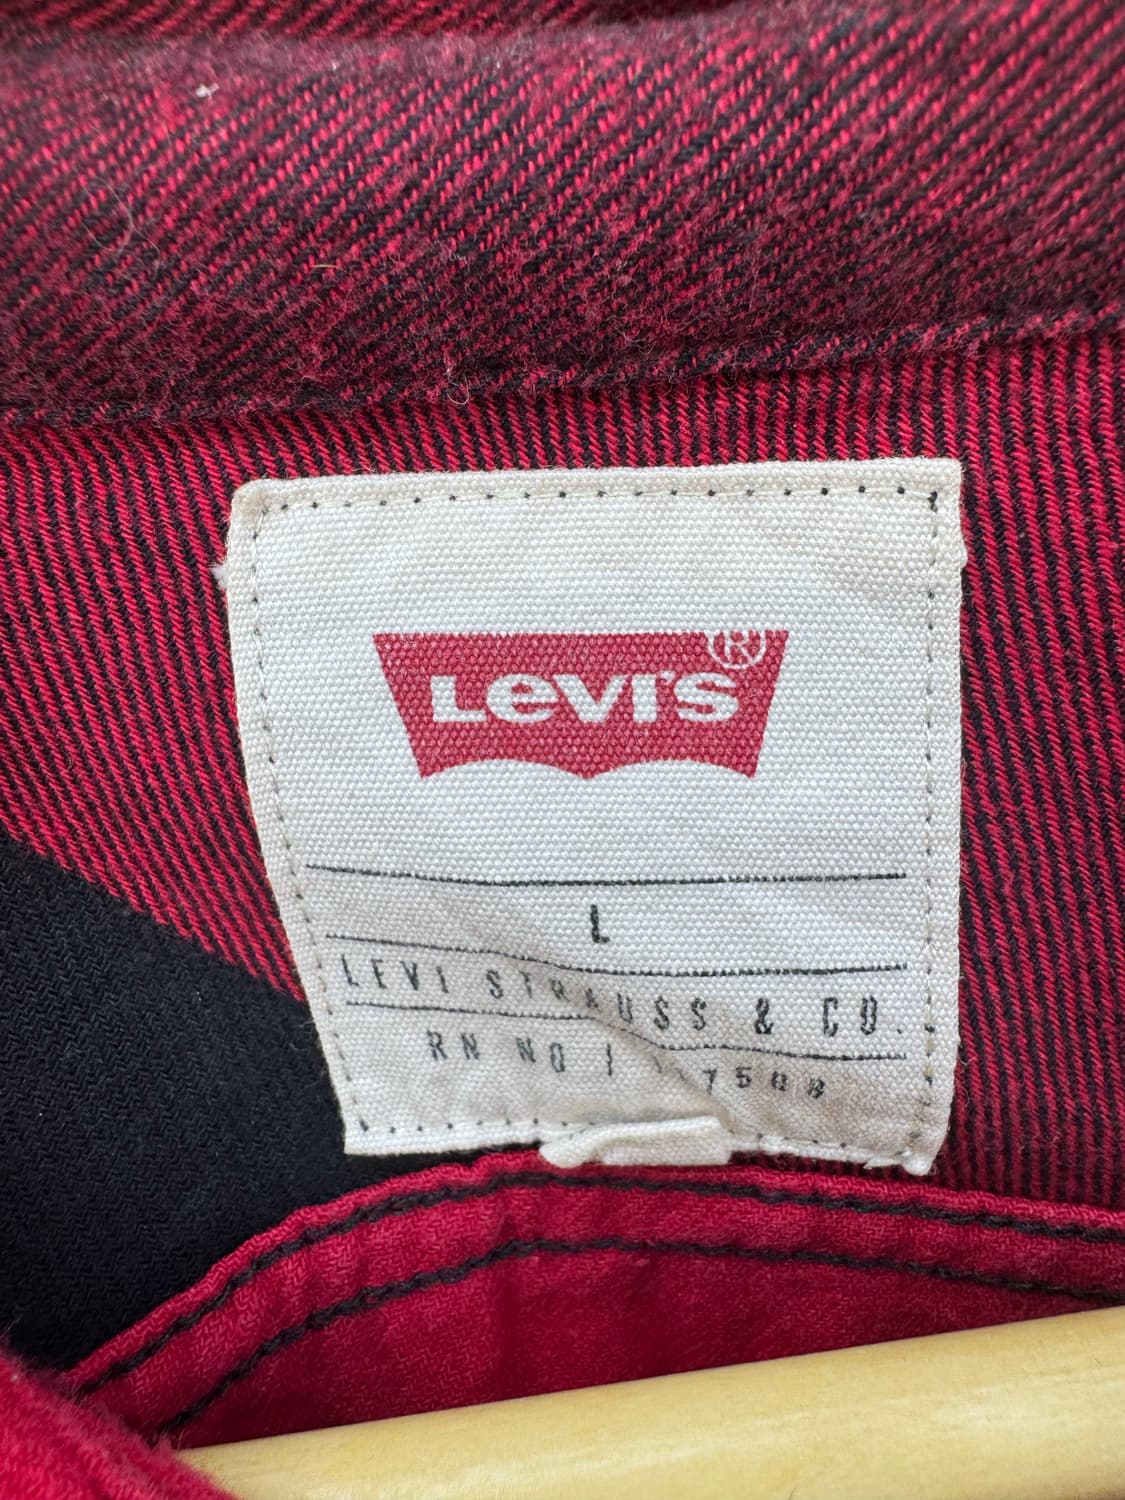 Levi's ®
L
LEVI STRAUSS & CO.
RN NO